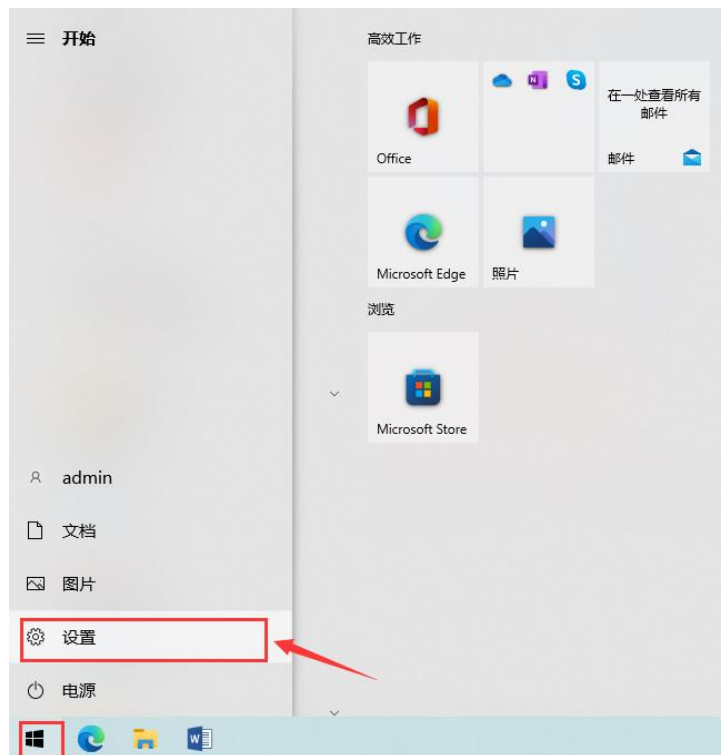 开始
admin
文档
图片
设置
电源
高效工作
Office
在一处查看所有
邮件
邮件
Microsoft Edge
照片
浏览
Microsoft Store